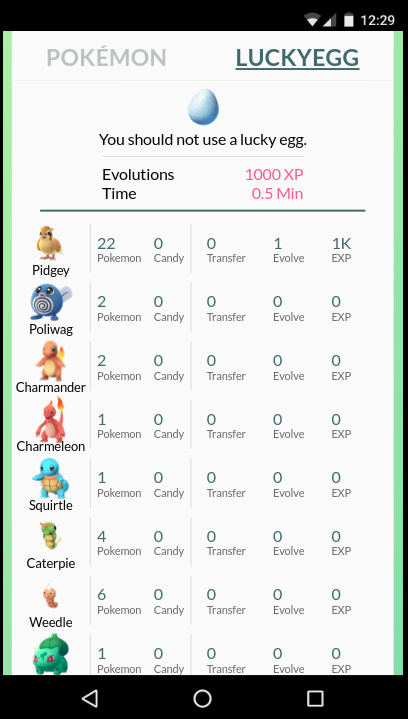 12:29
POKÉMON LUCKYEGG
You should not use a lucky egg.
Evolutions 1000 XP
Time 0.5 Min
22 0 0 1 1K
Pokemon Candy Transfer Evolve EXP
Pidgey
2 0 0 0 0
Pokemon Candy Transfer Evolve EXP
Poliwag
2 0 0 0 0
Pokemon Candy Transfer Evolve EXP
Charmander
1 0 0 0 0
Pokemon Candy Transfer Evolve EXP
Charmeleon
1 0 0 0 0
Pokemon Candy Transfer Evolve EXP
Squirtle
4 0 0 0 0
Pokemon Candy Transfer Evolve EXP
Caterpie
6 0 0 0 0
Pokemon Candy Transfer Evolve EXP
Weedle
1 0 0 0 0
Pokemon Candy Transfer Evolve EXP